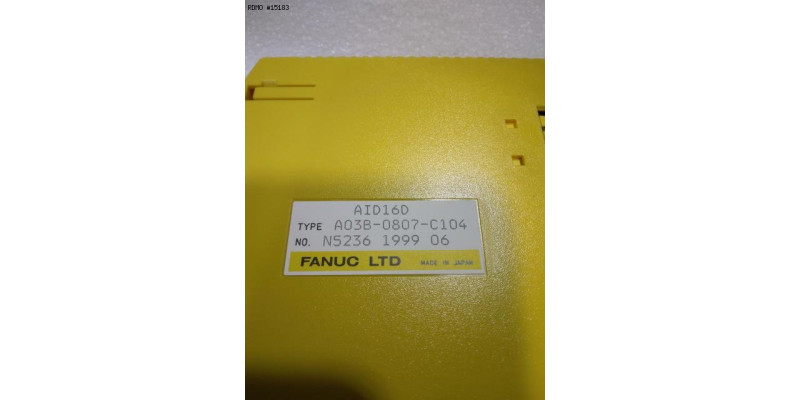 RDMO #15183
AID16D
TYPE A03B-0807-C104
NO. N5236 1999 06
FANUC LTD MADE IN JAPAN